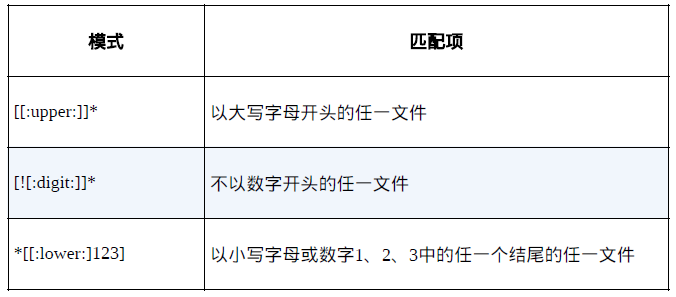 模式 匹配项
[[:upper:]]* 以大写字母开头的任一文件
[![:digit:]]* 不以数字开头的任一文件
*[[:lower:]123] 以小写字母或数字1、2、3中的任一个结尾的任一文件